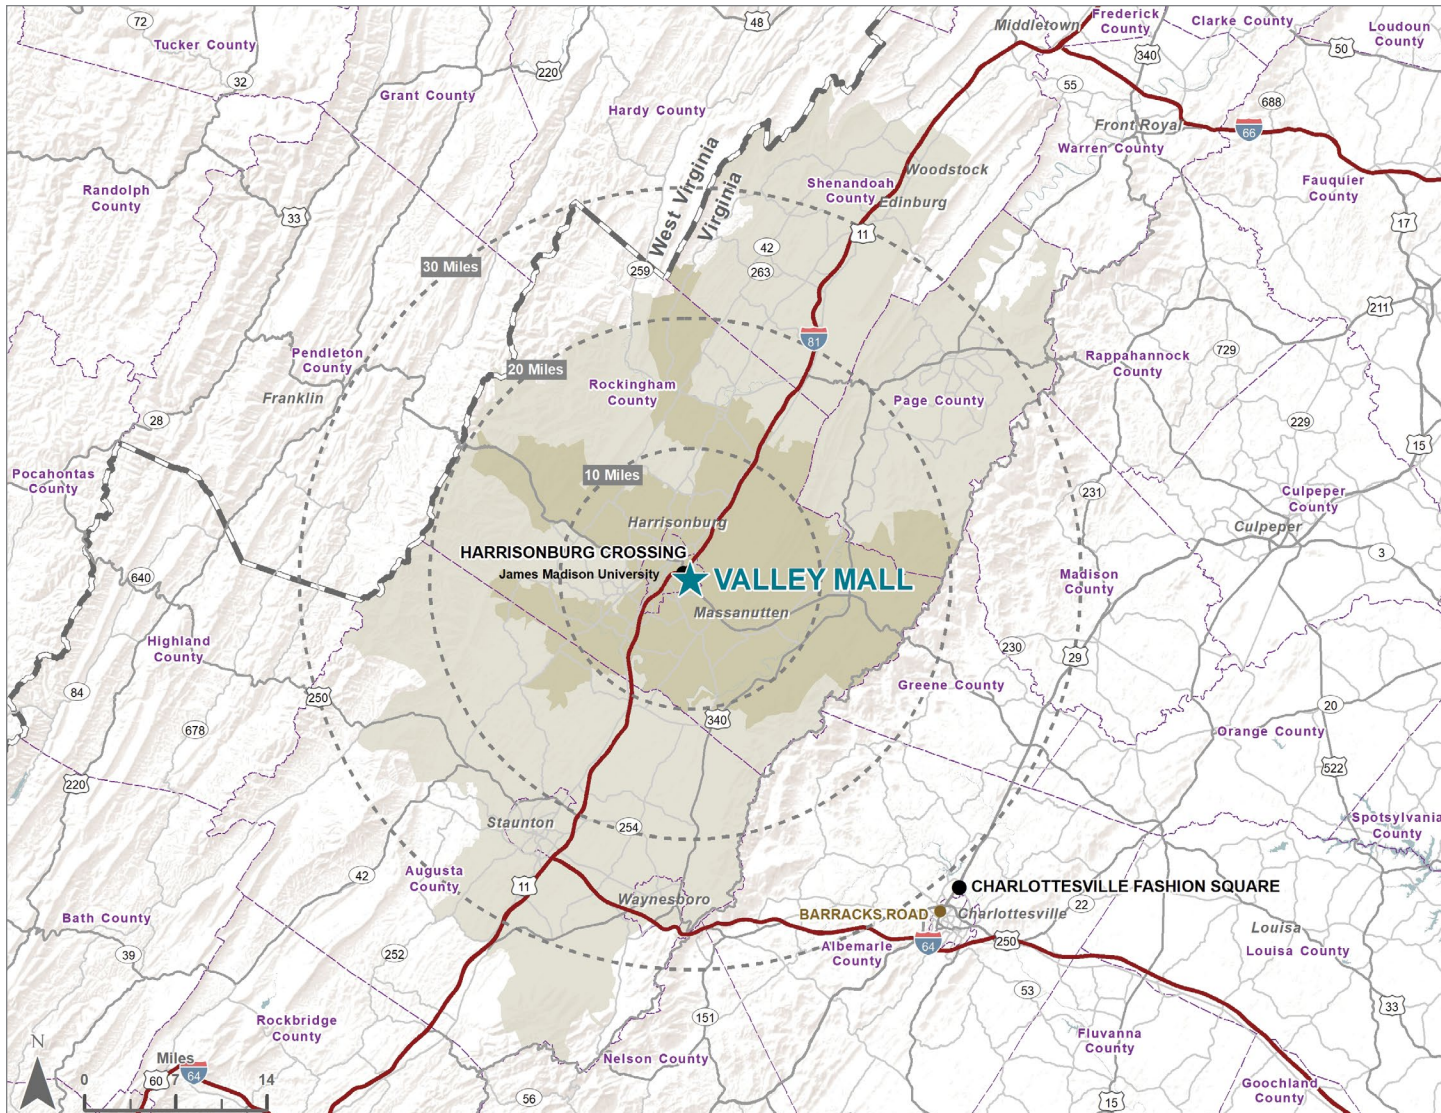 72
Tucker County
32
Grant County
220
48
Middletown
Frederick
County
Clarke County
340
Loudoun
County
50
55
688
66
Front Royal
Warren County
Hardy County
Randolph
County
33
West Virginia
Virginia
Shenandoah
County
Woodstock
Edinburg
11
Fauquier
County
17
30 Miles
259
42
263
211
Pendleton
County
Franklin
20 Miles
Rockingham
County
81
Page County
Rappahannock
County
729
28
229
15
Pocahontas
County
10 Miles
231
Culpeper
County
Culpeper
Harrisonburg
HARRISONBURG CROSSING
James Madison University
VALLEY MALL
Massanutten
3
640
Madison
County
Highland
County
230
29
84
250
Greene County
20
678
340
Orange County
220
522
Staunton
254
Spotsylvania
County
42
Augusta
County
11
Waynesboro
CHARLOTTESVILLE FASHION SQUARE
BARRACKS ROAD
Charlottesville
22
Bath County
64
250
Albemarle
County
Louisa
Louisa County
39
252
53
33
Rockbridge
County
151
Fluvanna
County
N
Miles
60
64
0
7
14
Nelson County
56
15
Goochland
County